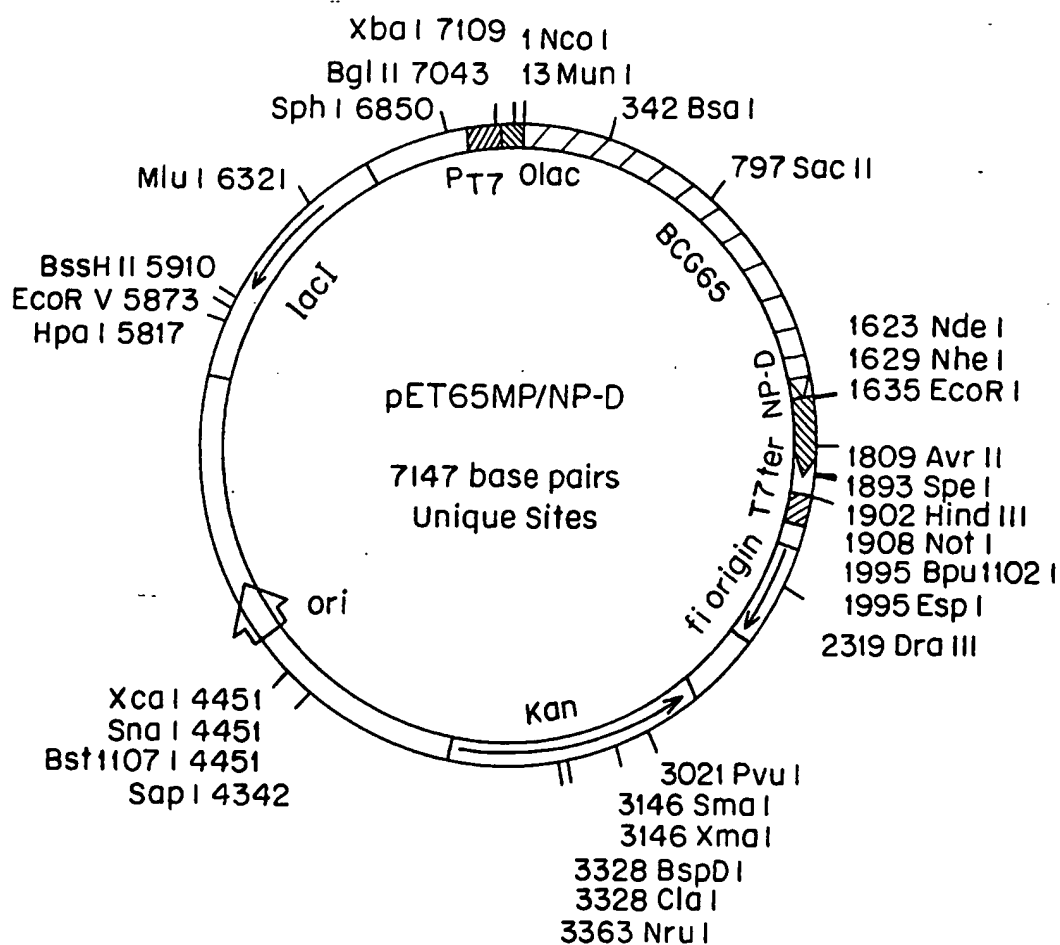 Xba I 7109
1 Nco I
Bgl II 7043
13 Mun I
Sph I 6850
342 Bsa I
Mlu I 6321
PT7
Olac
797 Sac II
BssH II 5910
EcoR V 5873
Hpa I 5817
lacI
BCG65
1623 Nde I
1629 Nhe I
1635 EcoR I
pET65MP/NP-D
NP-D
7147 base pairs
Unique Sites
T7 ter
1809 Avr II
1893 Spe I
1902 Hind III
1908 Not I
1995 Bpu1102 I
1995 Esp I
2319 Dra III
fi origin
ori
Xca I 4451
Sna I 4451
Bst1107 I 4451
Sap I 4342
Kan
3021 Pvu I
3146 Sma I
3146 Xma I
3328 BspD I
3328 Cla I
3363 Nru I